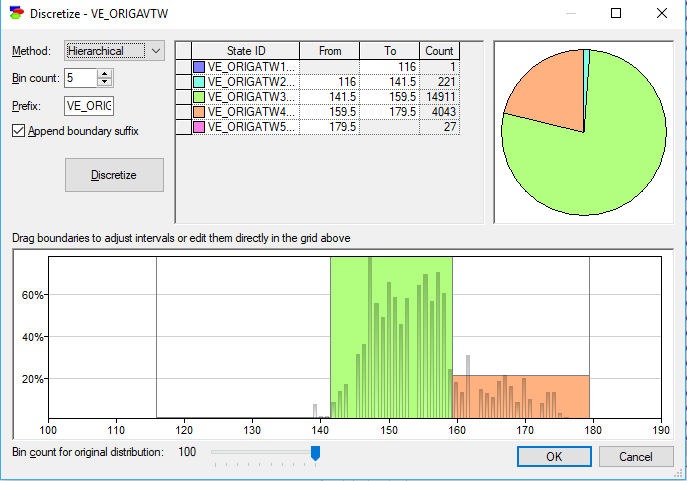 Discretize - VE_ORIGAVTW
Method: Hierarchical
Bin count: 5
Prefix: VE_ORIG
Append boundary suffix
Discretize
State ID From To Count
VE_ORIGATW1... 116 1
VE_ORIGATW2... 116 141.5 221
VE_ORIGATW3... 141.5 159.5 14911
VE_ORIGATW4... 159.5 179.5 4043
VE_ORIGATW5... 179.5 27
Drag boundaries to adjust intervals or edit them directly in the grid above
60%
40%
20%
100 110 120 130 140 150 160 170 180 190
Bin count for original distribution: 100
OK Cancel